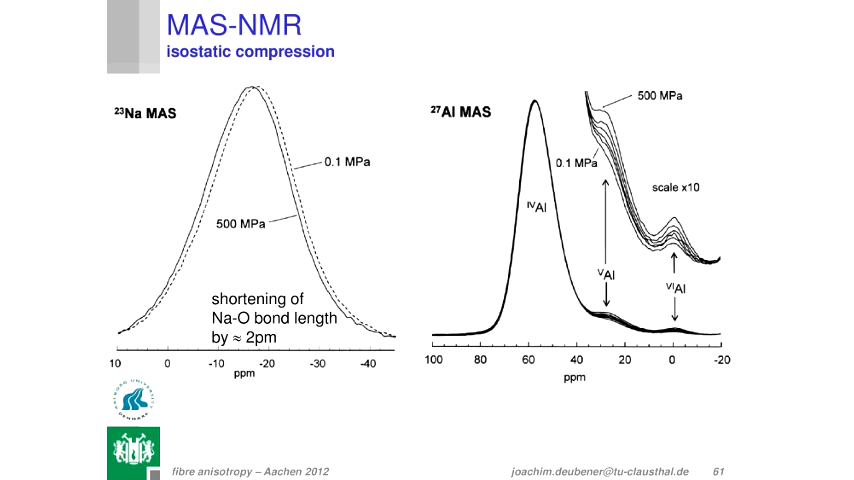 MAS-NMR
isostatic compression
²³Na MAS
0.1 MPa
500 MPa
shortening of
Na-O bond length
by ≈ 2pm
10 0 -10 -20 -30 -40
ppm
²⁷Al MAS
500 MPa
0.1 MPa
scale x10
ᴵⱽAl
ⱽAl
ⱽᴵAl
100 80 60 40 20 0 -20
ppm
fibre anisotropy – Aachen 2012
joachim.deubener@tu-clausthal.de
61